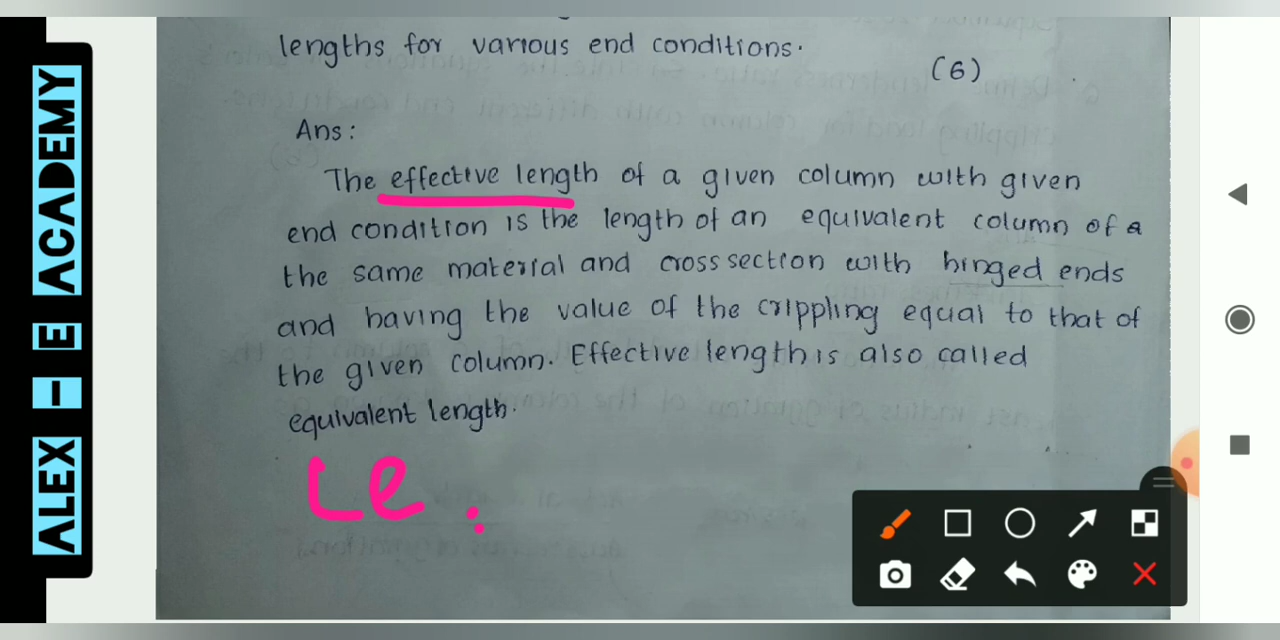 lengths for various end conditions.
(6)
Ans:
The effective length of a given column with given
end condition is the length of an equivalent column of a
the same material and cross section with hinged ends
and having the value of the crippling equal to that of
the given column. Effective length is also called
equivalent length.
Le :
ALEX - E ACADEMY